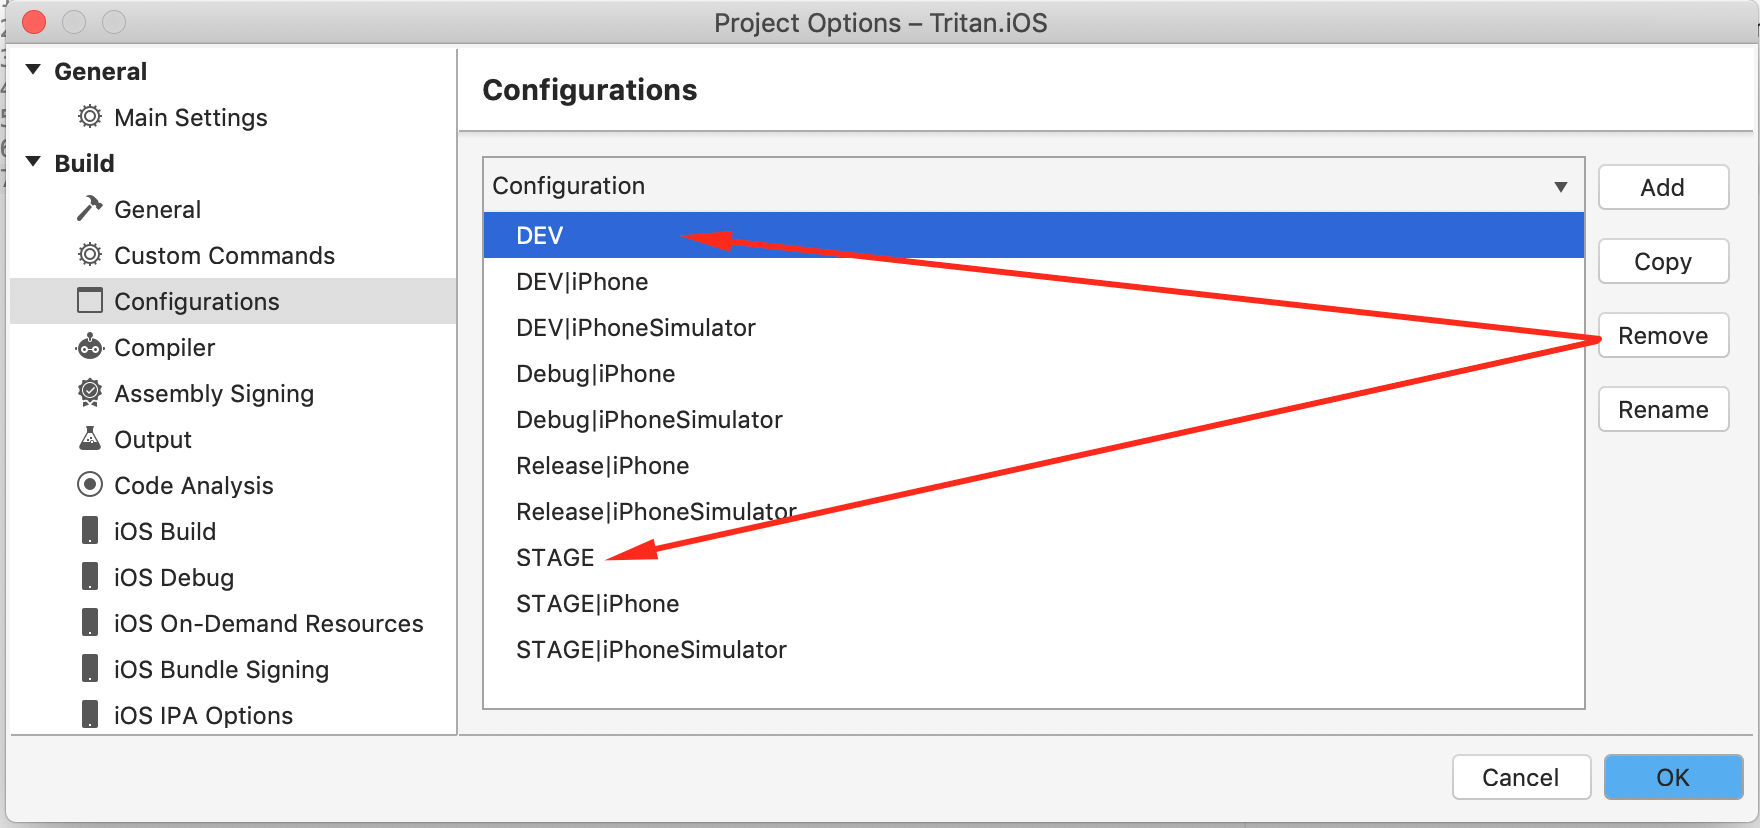 Project Options – Tritan.iOS
General
Main Settings
Build
General
Custom Commands
Configurations
Compiler
Assembly Signing
Output
Code Analysis
iOS Build
iOS Debug
iOS On-Demand Resources
iOS Bundle Signing
iOS IPA Options
Configurations
Configuration
DEV
DEV|iPhone
DEV|iPhoneSimulator
Debug|iPhone
Debug|iPhoneSimulator
Release|iPhone
Release|iPhoneSimulator
STAGE
STAGE|iPhone
STAGE|iPhoneSimulator
Add
Copy
Remove
Rename
Cancel
OK